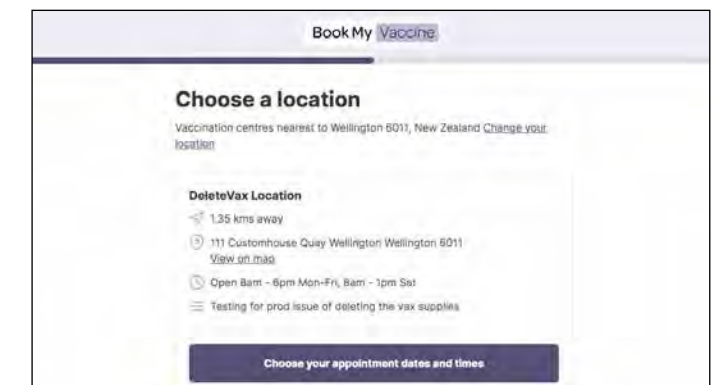 Book My Vaccine
Choose a location
Vaccination centres nearest to Wellington 6011, New Zealand Change your
location
DeleteVax Location
1.35 kms away
111 Customhouse Quay Wellington Wellington 6011
View on map
Open 8am - 6pm Mon-Fri, 8am - 1pm Sat
Testing for prod issue of deleting the vax supplies
Choose your appointment dates and times